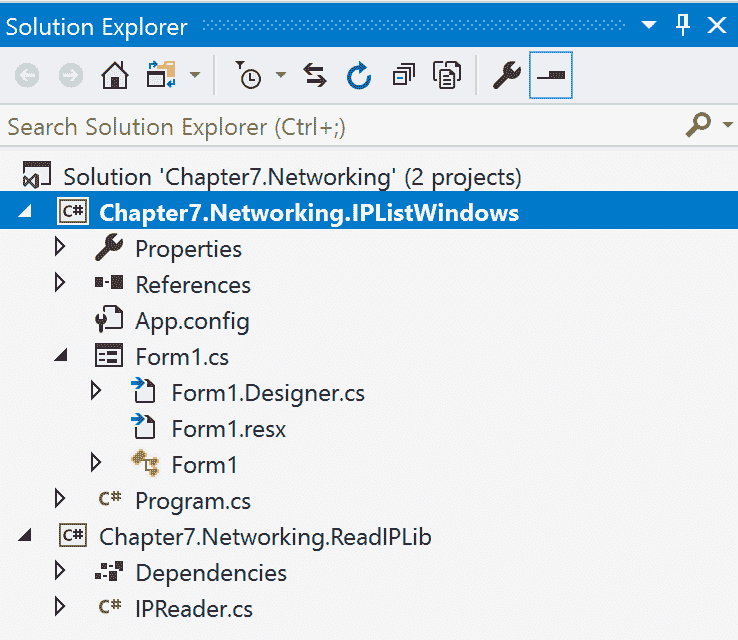 Solution Explorer
Search Solution Explorer (Ctrl+;)
Solution 'Chapter7.Networking' (2 projects)
C# Chapter7.Networking.IPListWindows
Properties
References
App.config
Form1.cs
Form1.Designer.cs
Form1.resx
Form1
C# Program.cs
C# Chapter7.Networking.ReadIPLib
Dependencies
C# IPReader.cs